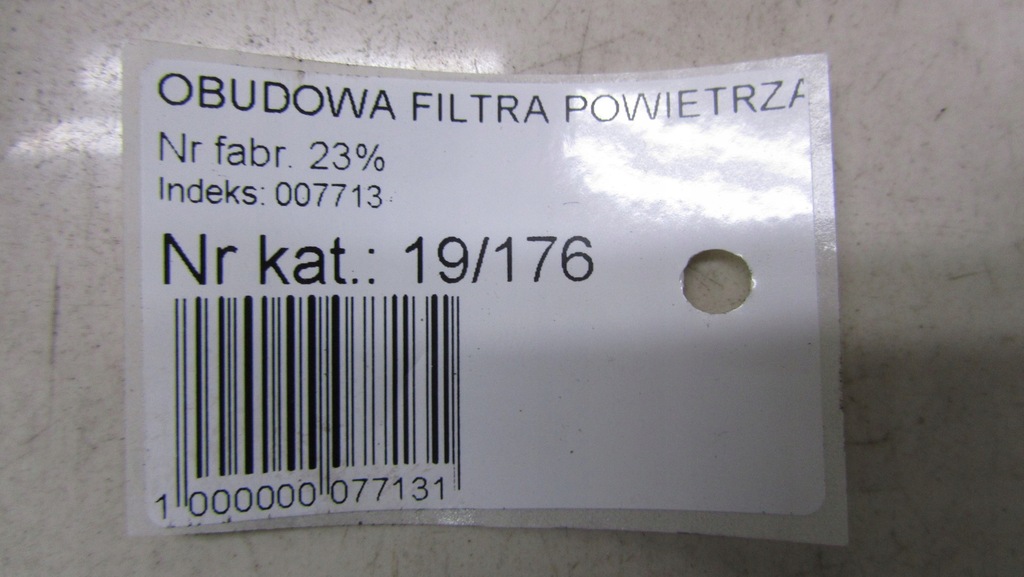 OBUDOWA FILTRA POWIETRZA
Nr fabr. 23%
Indeks: 007713
Nr kat.: 19/176
1 000000 077131